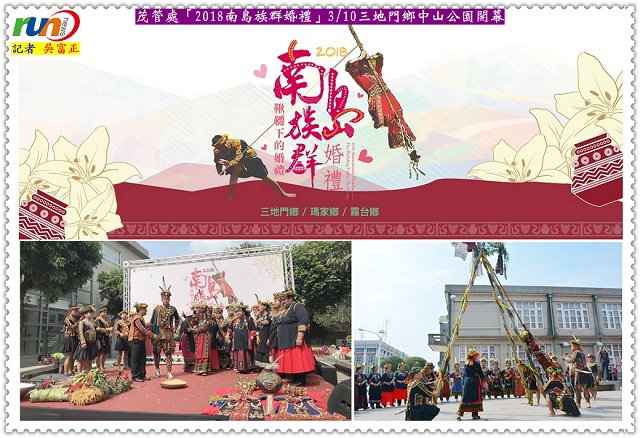 茂管處「2018南島族群婚禮」3/10三地門鄉中山公園開幕
run news
記者 吳富正
2018
南島族群
婚禮
鞦韆下的婚禮
三地門鄉 / 瑪家鄉 / 霧台鄉
2018